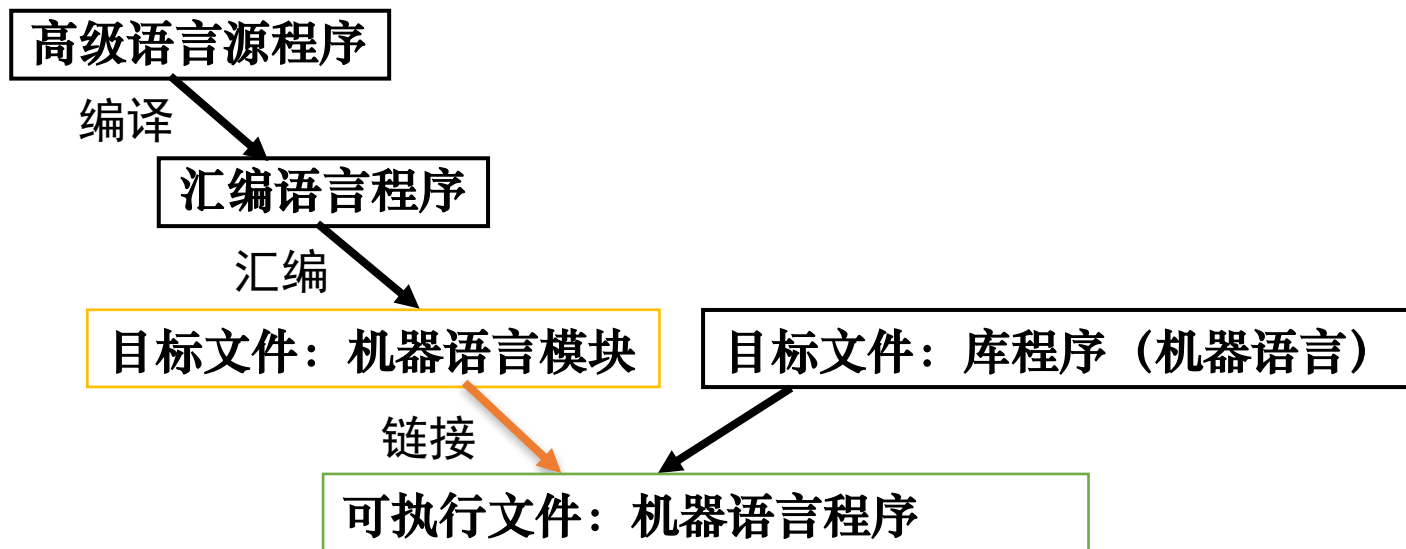 高级语言源程序
编译
汇编语言程序
汇编
目标文件：机器语言模块
目标文件：库程序（机器语言）
链接
可执行文件：机器语言程序